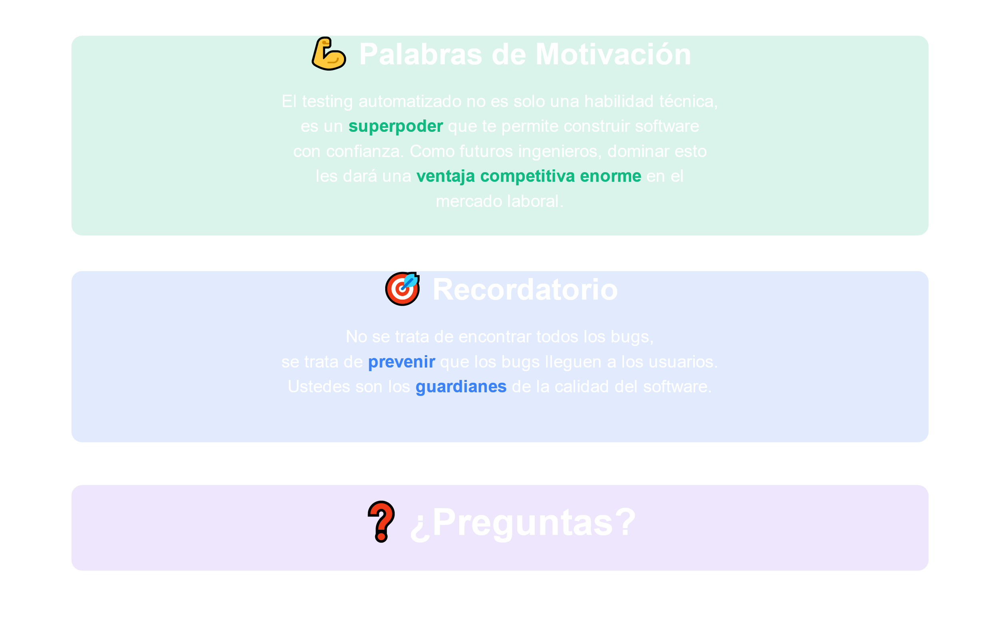 💪 Palabras de Motivación
El testing automatizado no es solo una habilidad técnica,
es un superpoder que te permite construir software
con confianza. Como futuros ingenieros, dominar esto
les dará una ventaja competitiva enorme en el
mercado laboral.
🎯 Recordatorio
No se trata de encontrar todos los bugs,
se trata de prevenir que los bugs lleguen a los usuarios.
Ustedes son los guardianes de la calidad del software.
❓ ¿Preguntas?